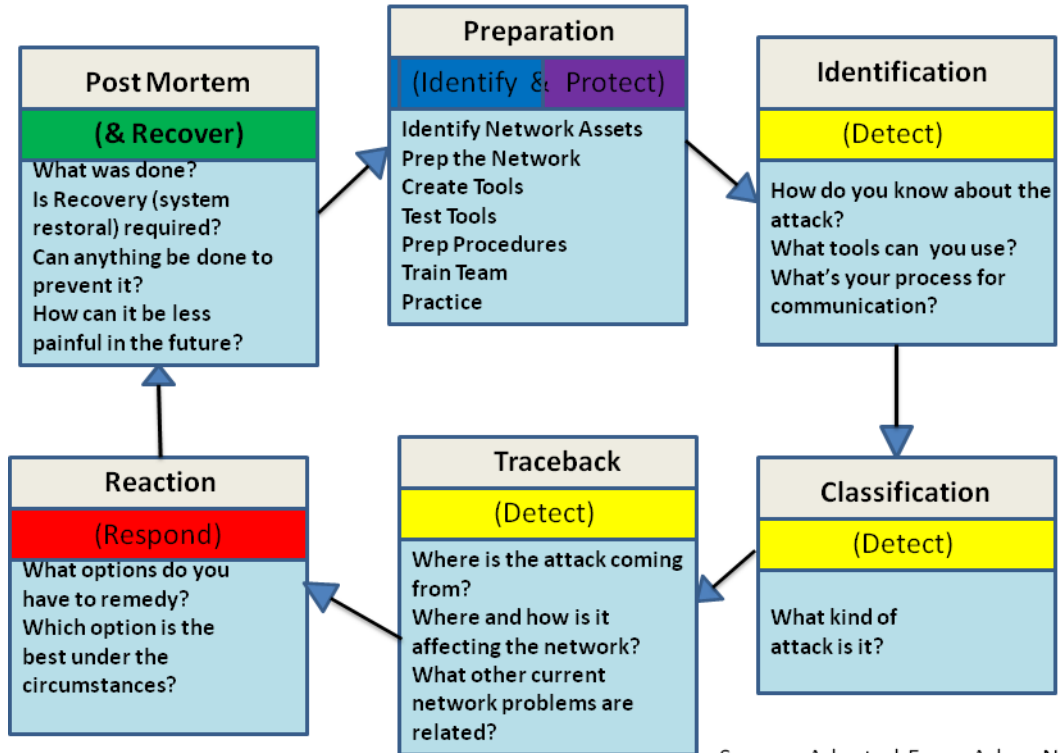 Preparation
(Identify & Protect)
Identify Network Assets
Prep the Network
Create Tools
Test Tools
Prep Procedures
Train Team
Practice
Identification
(Detect)
How do you know about the
attack?
What tools can you use?
What's your process for
communication?
Classification
(Detect)
What kind of
attack is it?
Traceback
(Detect)
Where is the attack coming
from?
Where and how is it
affecting the network?
What other current
network problems are
related?
Reaction
(Respond)
What options do you
have to remedy?
Which option is the
best under the
circumstances?
Post Mortem
(& Recover)
What was done?
Is Recovery (system
restoral) required?
Can anything be done to
prevent it?
How can it be less
painful in the future?